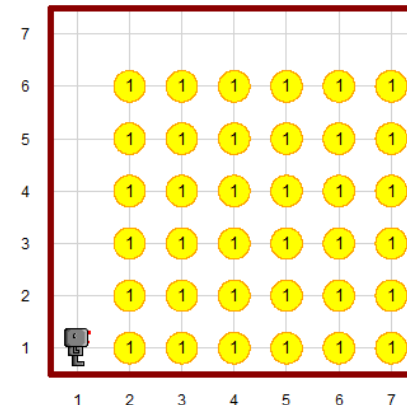 7
6 1 1 1 1 1 1
5 1 1 1 1 1 1
4 1 1 1 1 1 1
3 1 1 1 1 1 1
2 1 1 1 1 1 1
1 1 1 1 1 1 1
1 2 3 4 5 6 7